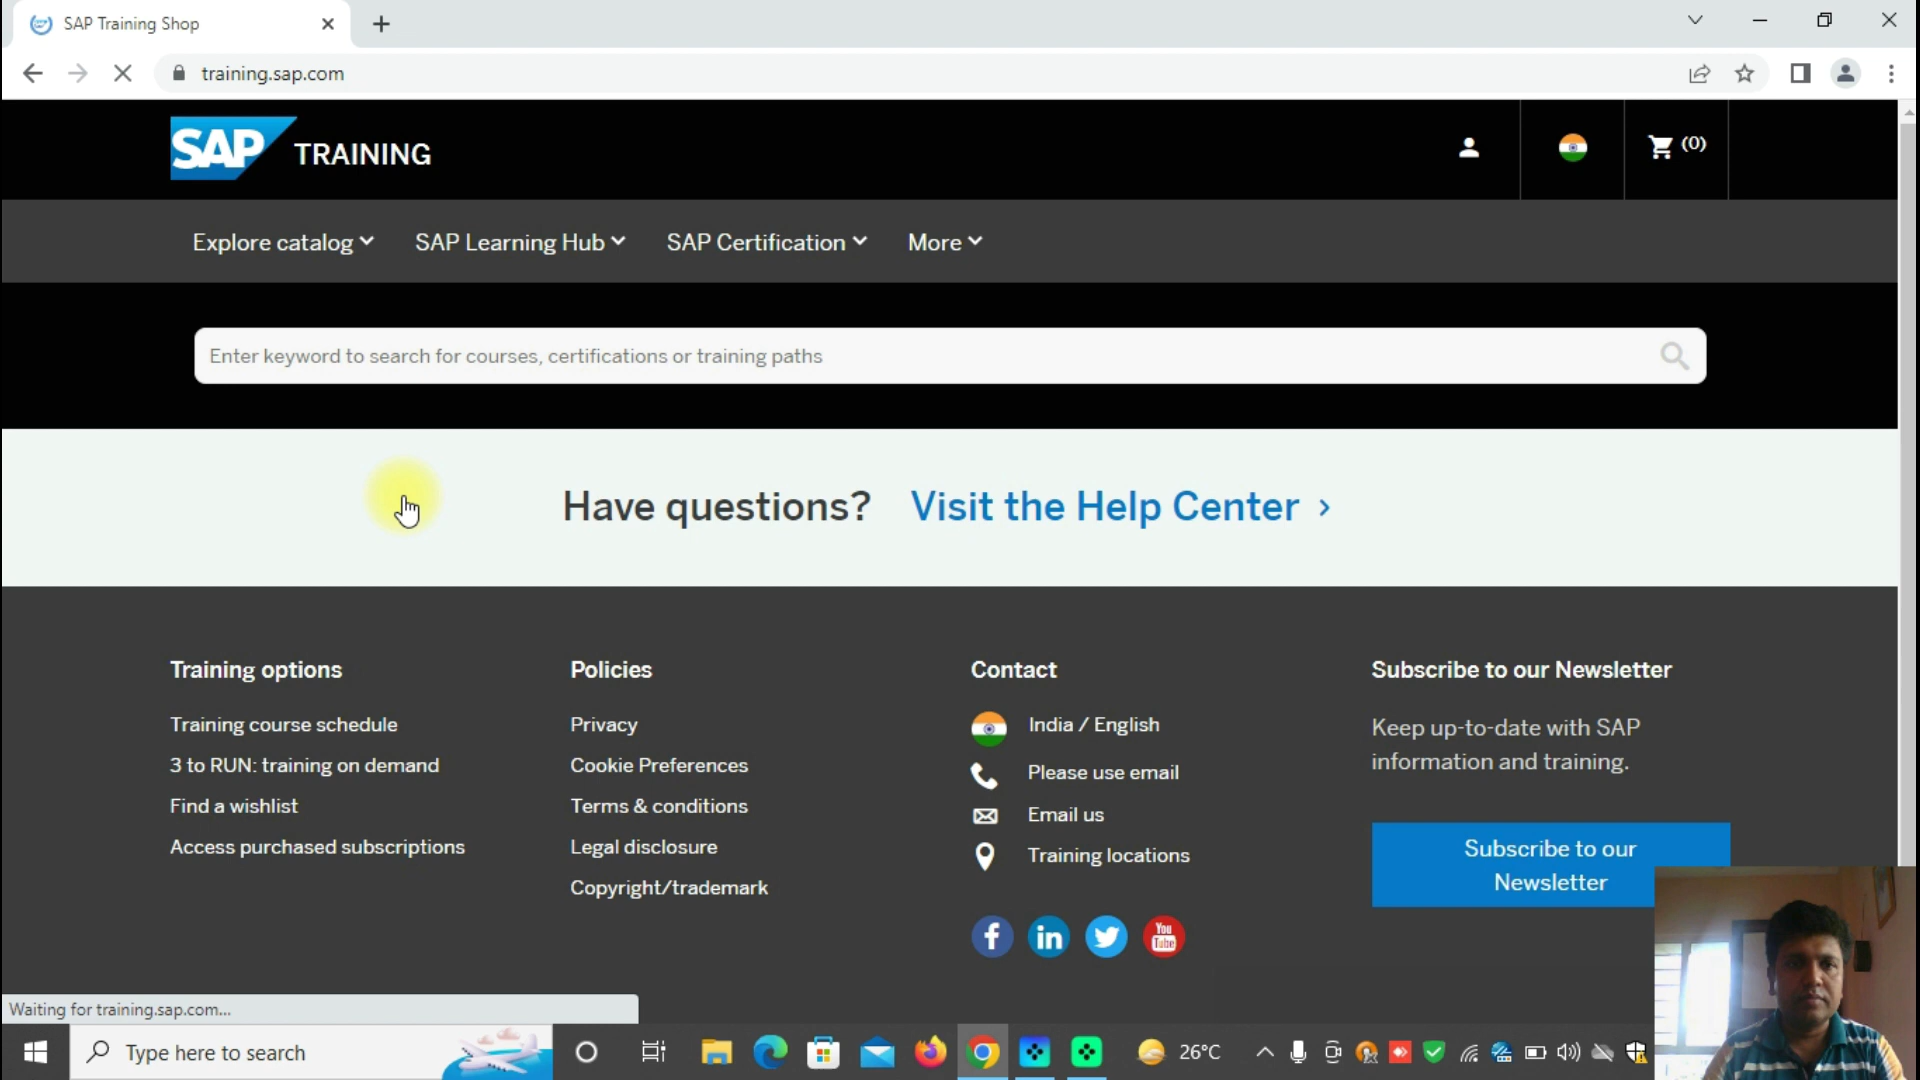 SAP Training Shop
training.sap.com
SAP TRAINING
(0)
Explore catalog SAP Learning Hub SAP Certification More
Enter keyword to search for courses, certifications or training paths
Have questions? Visit the Help Center ›
Training options
Training course schedule
3 to RUN: training on demand
Find a wishlist
Access purchased subscriptions
Policies
Privacy
Cookie Preferences
Terms & conditions
Legal disclosure
Copyright/trademark
Contact
India / English
Please use email
Email us
Training locations
f in You Tube
Subscribe to our Newsletter
Keep up-to-date with SAP
information and training.
Subscribe to our
Newsletter
Waiting for training.sap.com...
Type here to search
26°C